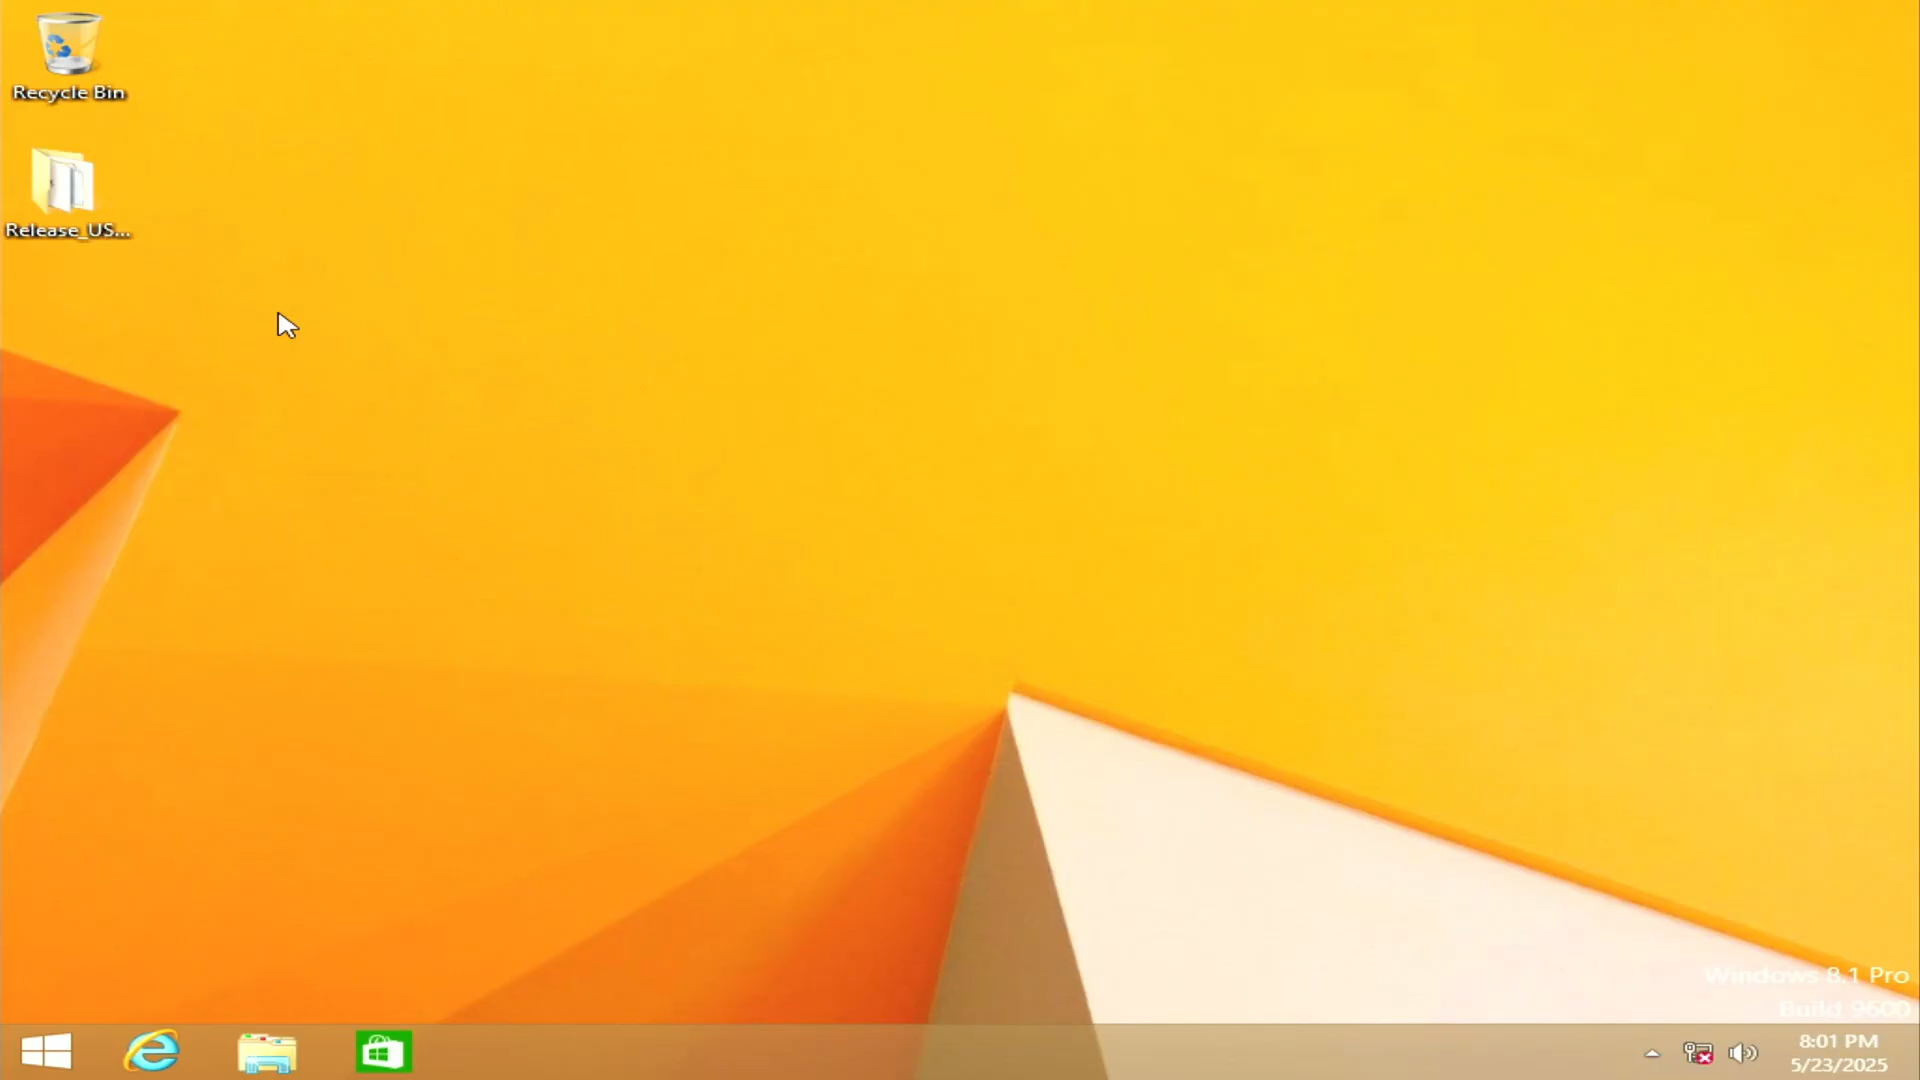 Recycle Bin
Release_US...
Windows 8.1 Pro
Build 9600
8:01 PM
5/23/2025